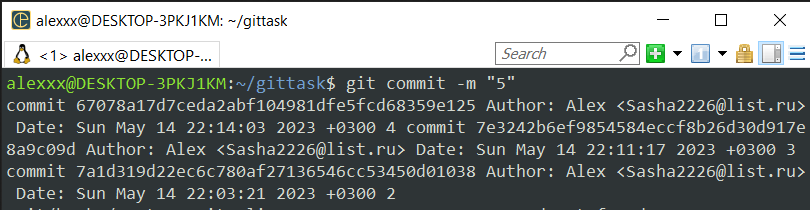 alexxx@DESKTOP-3PKJ1KM: ~/gittask
<1> alexxx@DESKTOP-3PKJ1KM-...
Search
alexxx@DESKTOP-3PKJ1KM:~/gittask$ git commit -m "5"
commit 67078a17d7ceda2abf104981dfe5fcd68359e125 Author: Alex <Sasha2226@list.ru>
Date: Sun May 14 22:14:03 2023 +0300 4 commit 7e3242b6ef9854584eccf8b26d30d917e
8a9c09d Author: Alex <Sasha2226@list.ru> Date: Sun May 14 22:11:17 2023 +0300 3
commit 7a1d319d22ec6c780af27136546cc53450d01038 Author: Alex <Sasha2226@list.ru>
Date: Sun May 14 22:03:21 2023 +0300 2